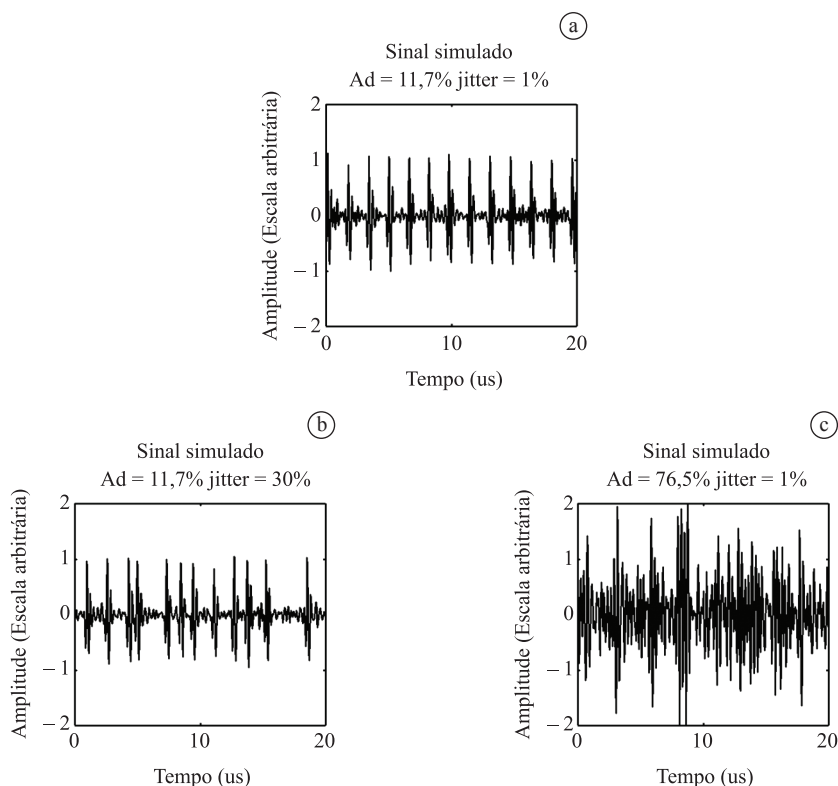 a
Sinal simulado
Ad = 11,7% jitter = 1%
Amplitude (Escala arbitrária)
2
1
0
−1
−2
0
10
20
Tempo (us)
b
Sinal simulado
Ad = 11,7% jitter = 30%
Amplitude (Escala arbitrária)
2
1
0
−1
−2
0
10
20
Tempo (us)
c
Sinal simulado
Ad = 76,5% jitter = 1%
Amplitude (Escala arbitrária)
2
1
0
−1
−2
0
10
20
Tempo (us)